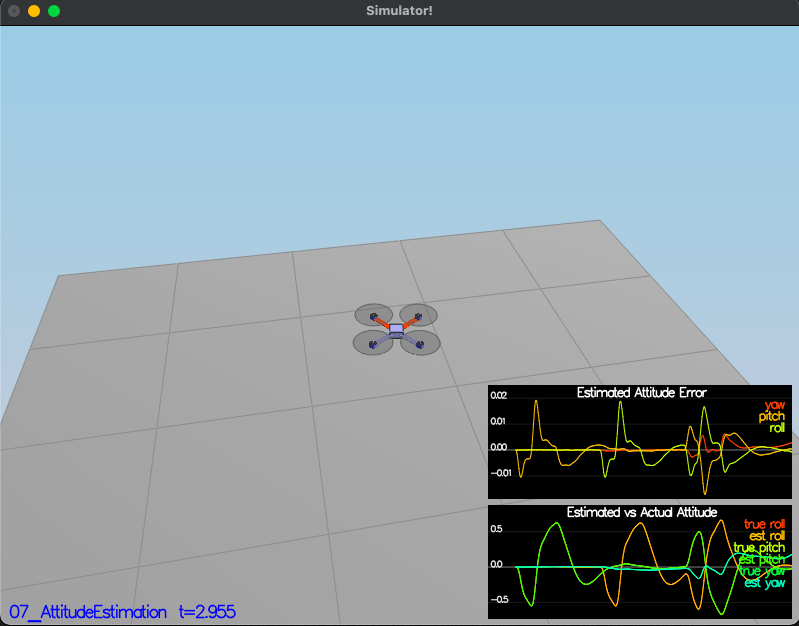 Simulator!
Estimated Attitude Error
0.02
yaw
pitch
0.01
roll
0.00
-0.01
Estimated vs Actual Attitude
true roll
0.5
est roll
true pitch
est pitch
0.0
true yaw
est yaw
-0.5
07_AttitudeEstimation t=2.955